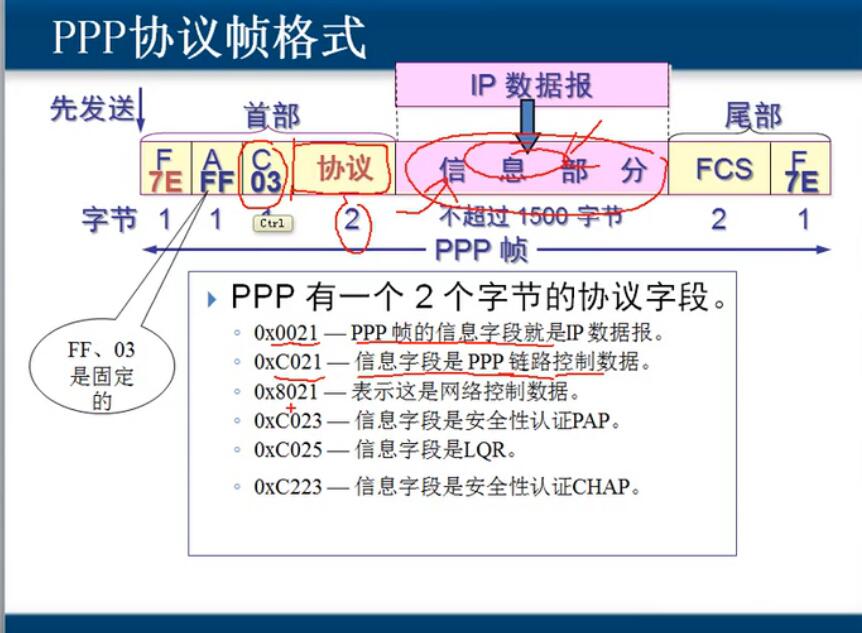 PPP协议帧格式
IP 数据报
先发送
首部
尾部
F A C 协议 信 息 部 分 FCS F
7E FF 03 7E
字节 1 1 1 2 不超过 1500 字节 2 1
Ctrl
PPP 帧
PPP 有一个 2 个字节的协议字段。
0x0021 — PPP 帧的信息字段就是IP 数据报。
0xC021 — 信息字段是 PPP 链路控制数据。
0x8021 — 表示这是网络控制数据。
0xC023 — 信息字段是安全性认证PAP。
0xC025 — 信息字段是LQR。
0xC223 — 信息字段是安全性认证CHAP。
FF、03
是固定
的